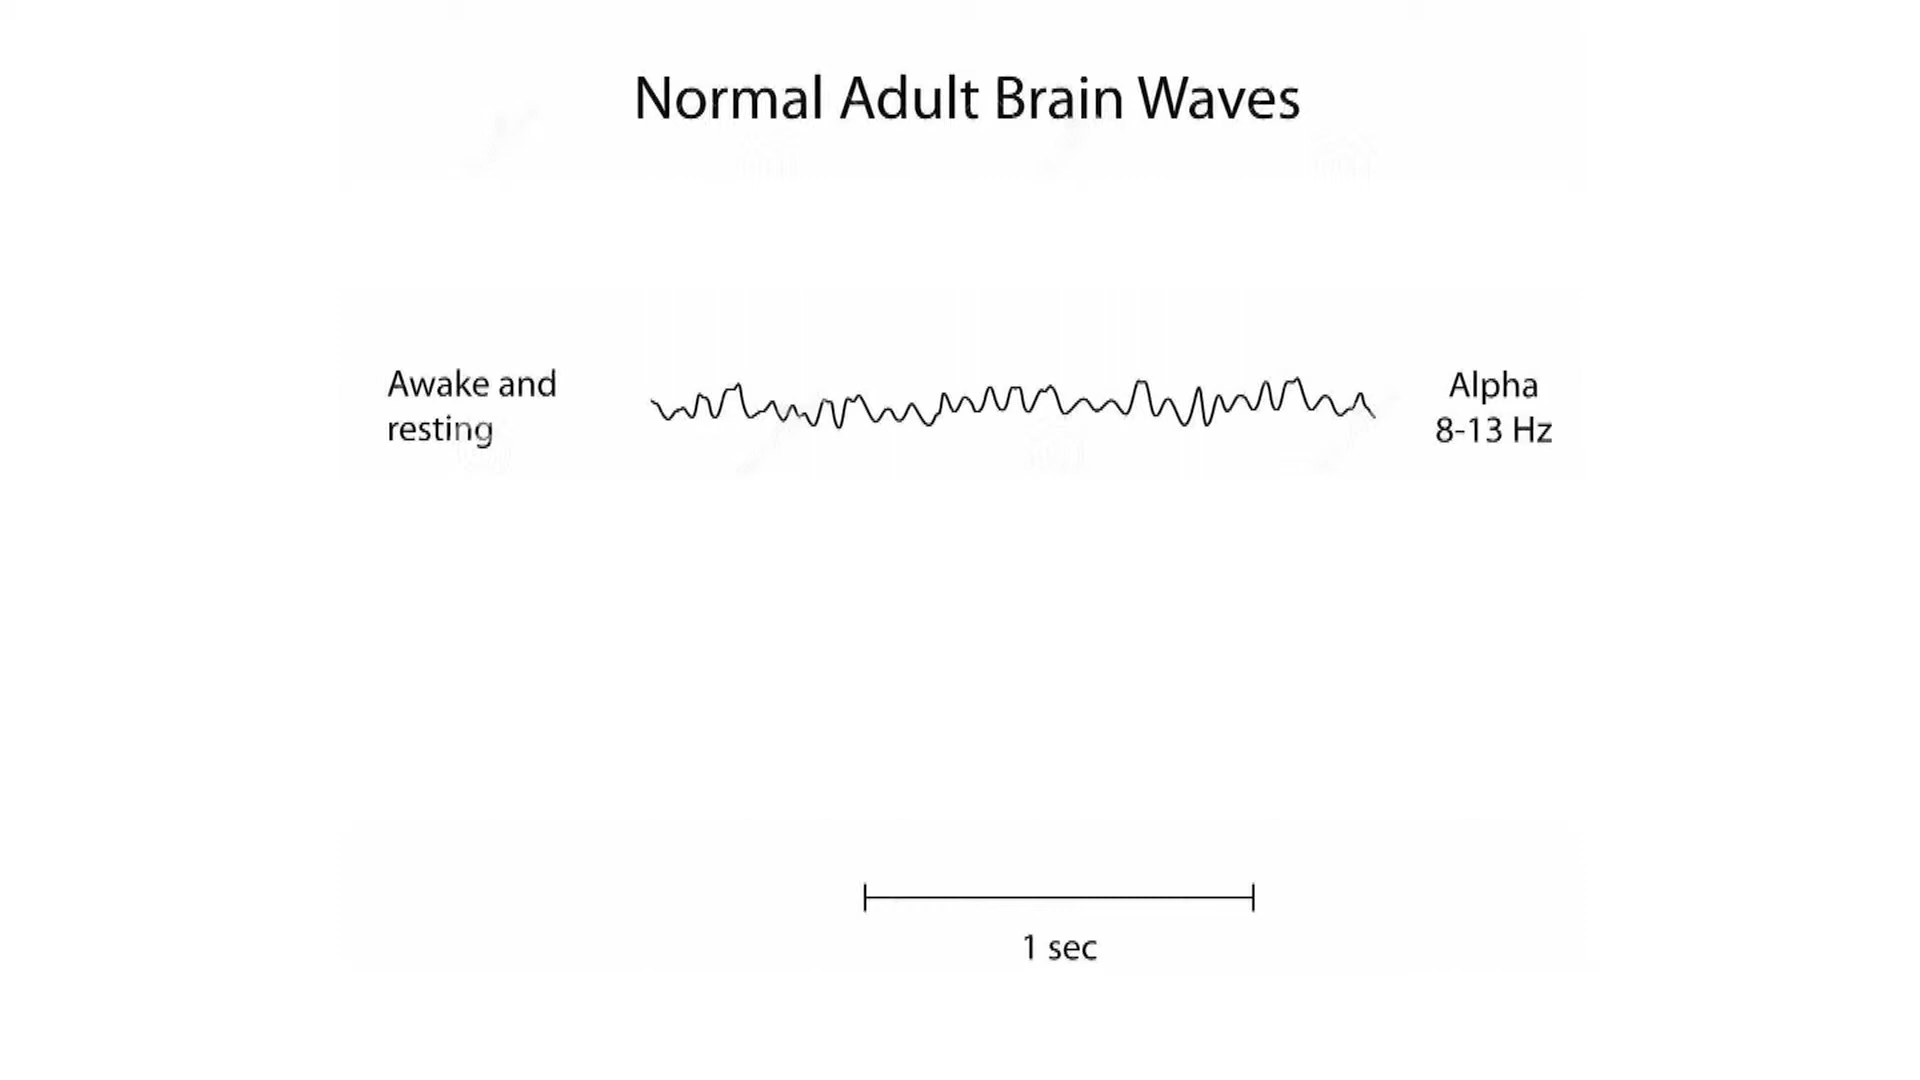 Normal Adult Brain Waves
Awake and
resting
Alpha
8-13 Hz
1 sec